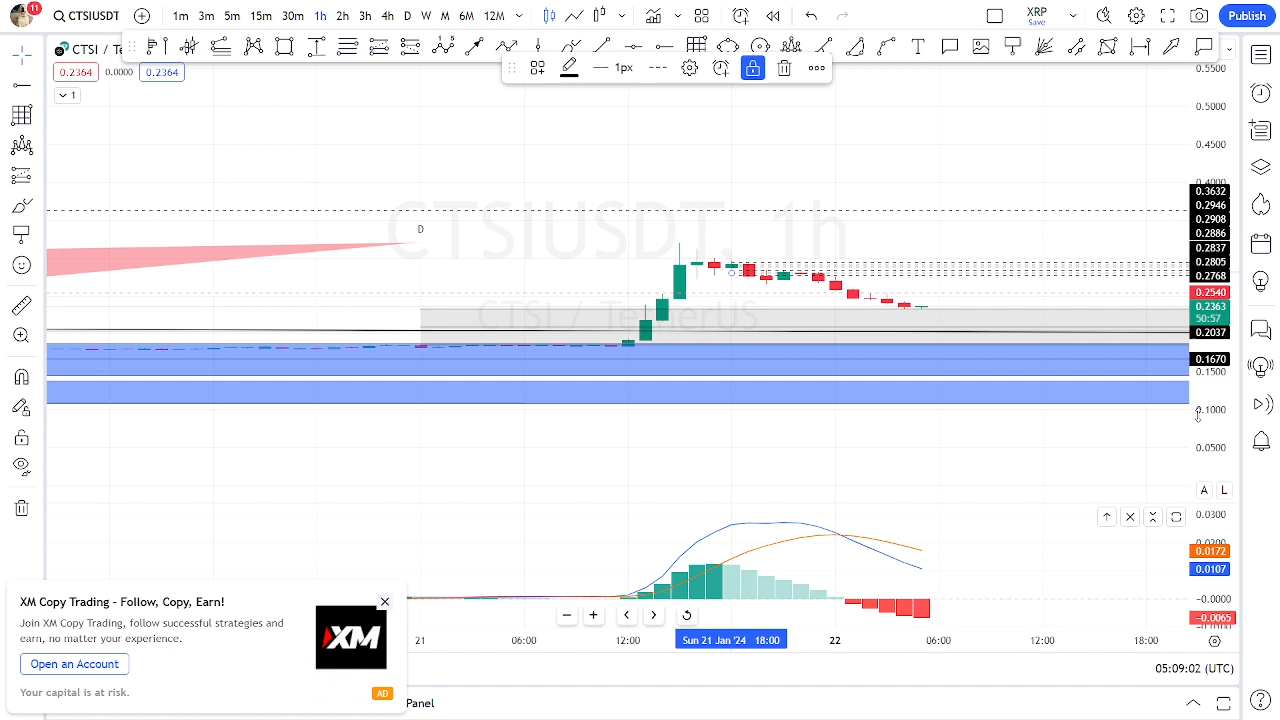 11
CTSIUSDT
1m 3m 5m 15m 30m 1h 2h 3h 4h D W M 6M 12M
XRP
Save
Publish
CTSI / Te
1px
0.2364 0.0000 0.2364
1
0.5500
0.5000
0.4500
0.4000
CTSIUSDT, 1h
CTSI / TetherUS
D
0.3632
0.2946
0.2908
0.2886
0.2837
0.2805
0.2768
0.2540
0.2363
50:57
0.2037
0.1670
0.1500
0.1000
0.0500
A L
0.0300
0.0200
0.0172
0.0107
−0.0000
−0.0065
XM Copy Trading - Follow, Copy, Earn!
Join XM Copy Trading, follow successful strategies and
earn, no matter your experience.
XM
Open an Account
Your capital is at risk.
AD
21 06:00 12:00 Sun 21 Jan '24 18:00 22 06:00 12:00 18:00
05:09:02 (UTC)
Panel